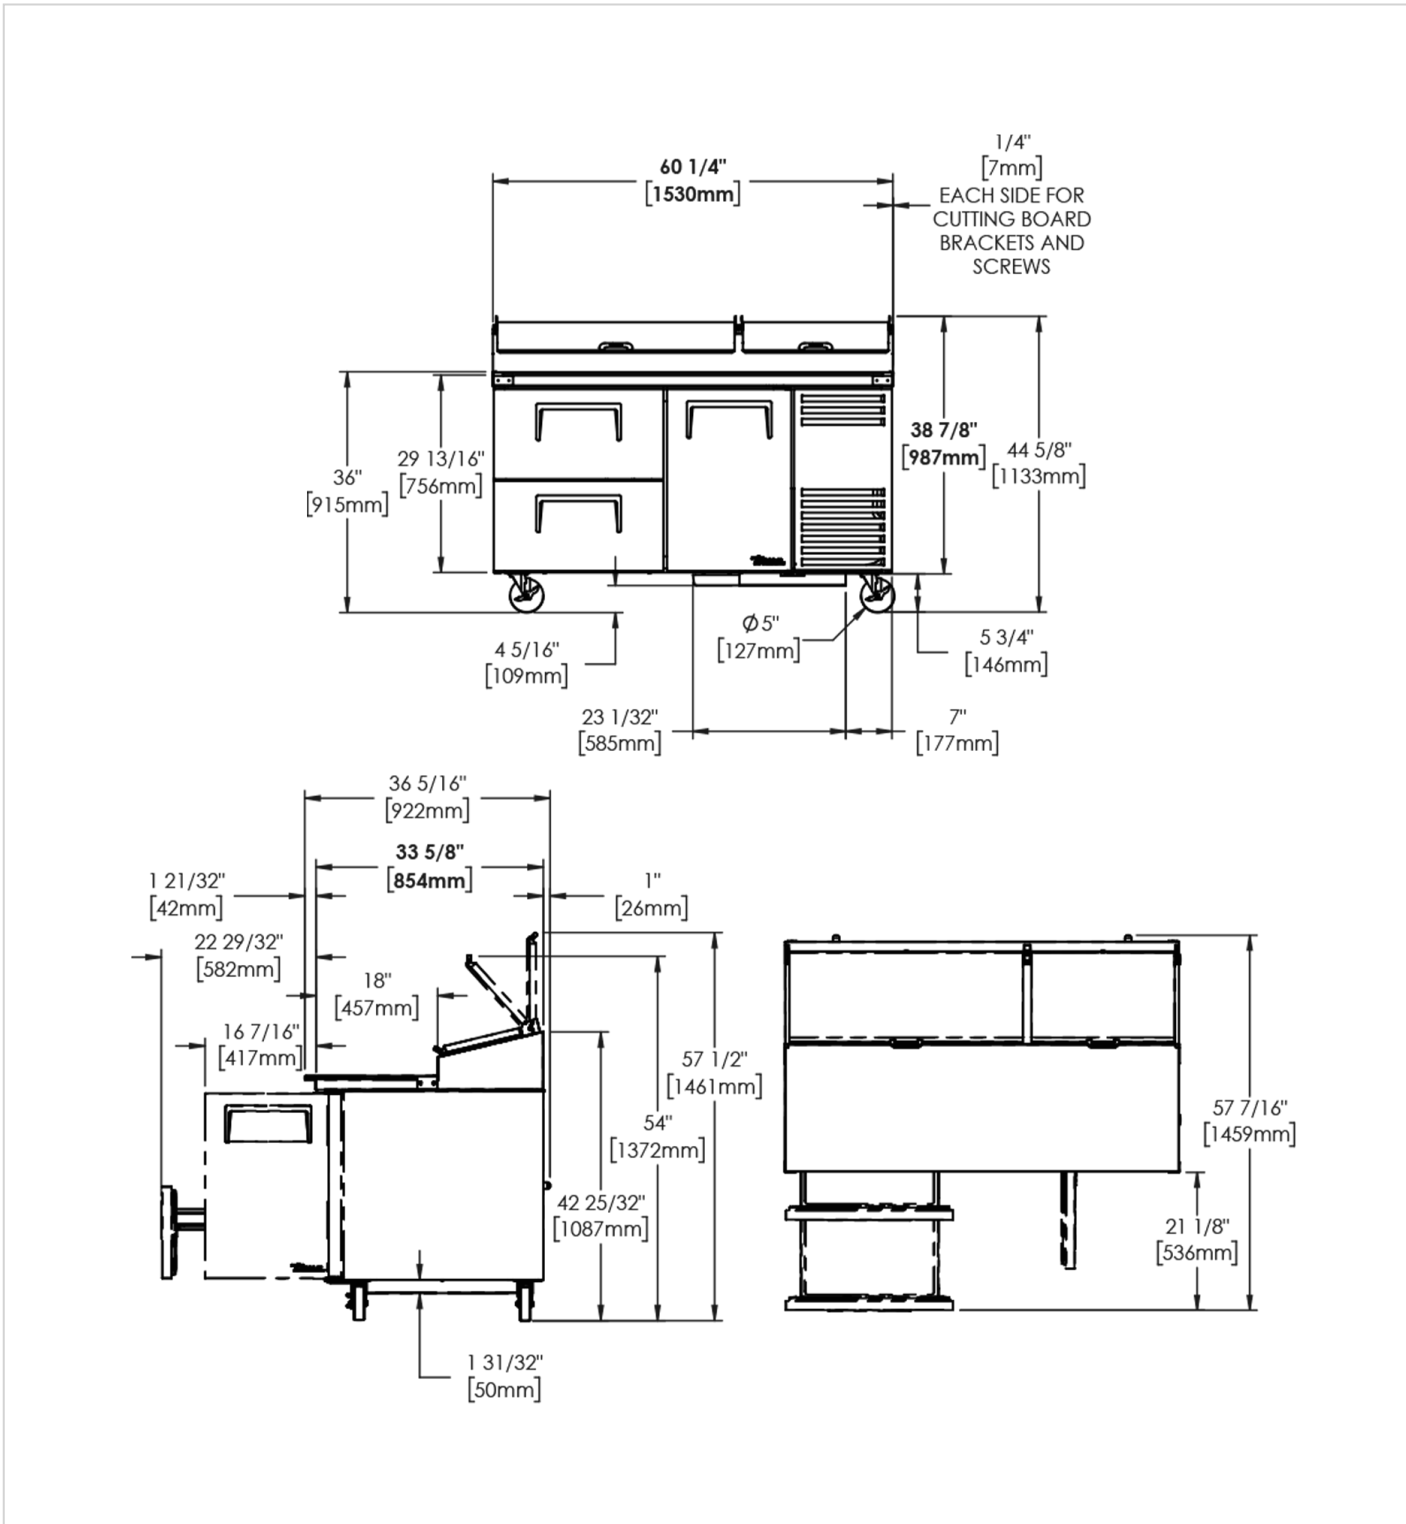 60 1/4"
[1530mm]
1/4"
[7mm]
EACH SIDE FOR
CUTTING BOARD
BRACKETS AND
SCREWS
36"
[915mm]
29 13/16"
[756mm]
38 7/8"
[987mm]
44 5/8"
[1133mm]
True
4 5/16"
[109mm]
Ø 5"
[127mm]
5 3/4"
[146mm]
23 1/32"
[585mm]
7"
[177mm]
36 5/16"
[922mm]
33 5/8"
[854mm]
1 21/32"
[42mm]
1"
[26mm]
22 29/32"
[582mm]
18"
[457mm]
16 7/16"
[417mm]
57 1/2"
[1461mm]
54"
[1372mm]
42 25/32"
[1087mm]
True
1 31/32"
[50mm]
57 7/16"
[1459mm]
21 1/8"
[536mm]